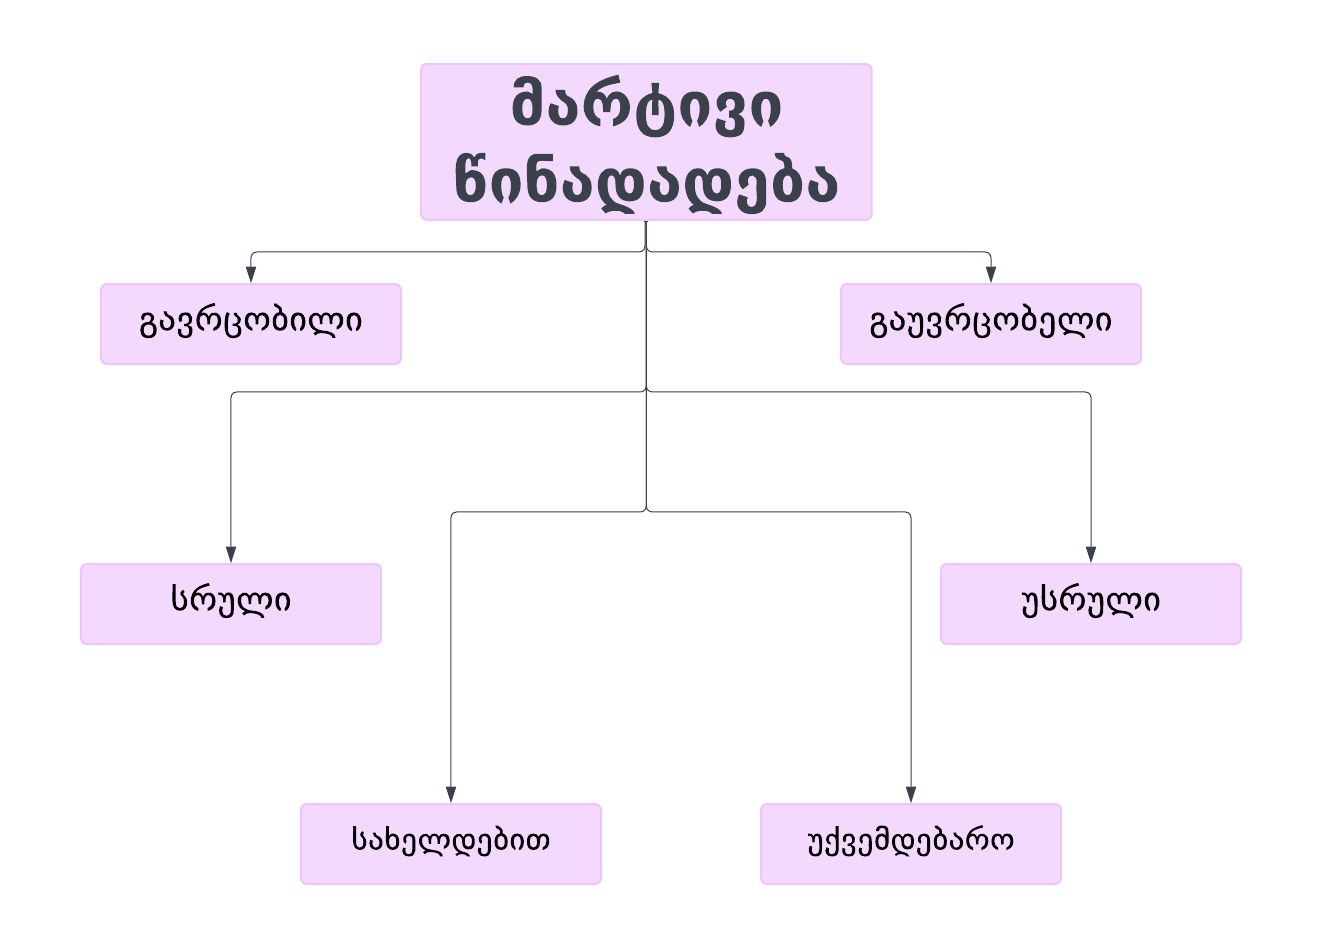 მარტივი
წინადადება
გავრცობილი
გაუვრცობელი
სრული
უსრული
სახელდებით
უქვემდებარო